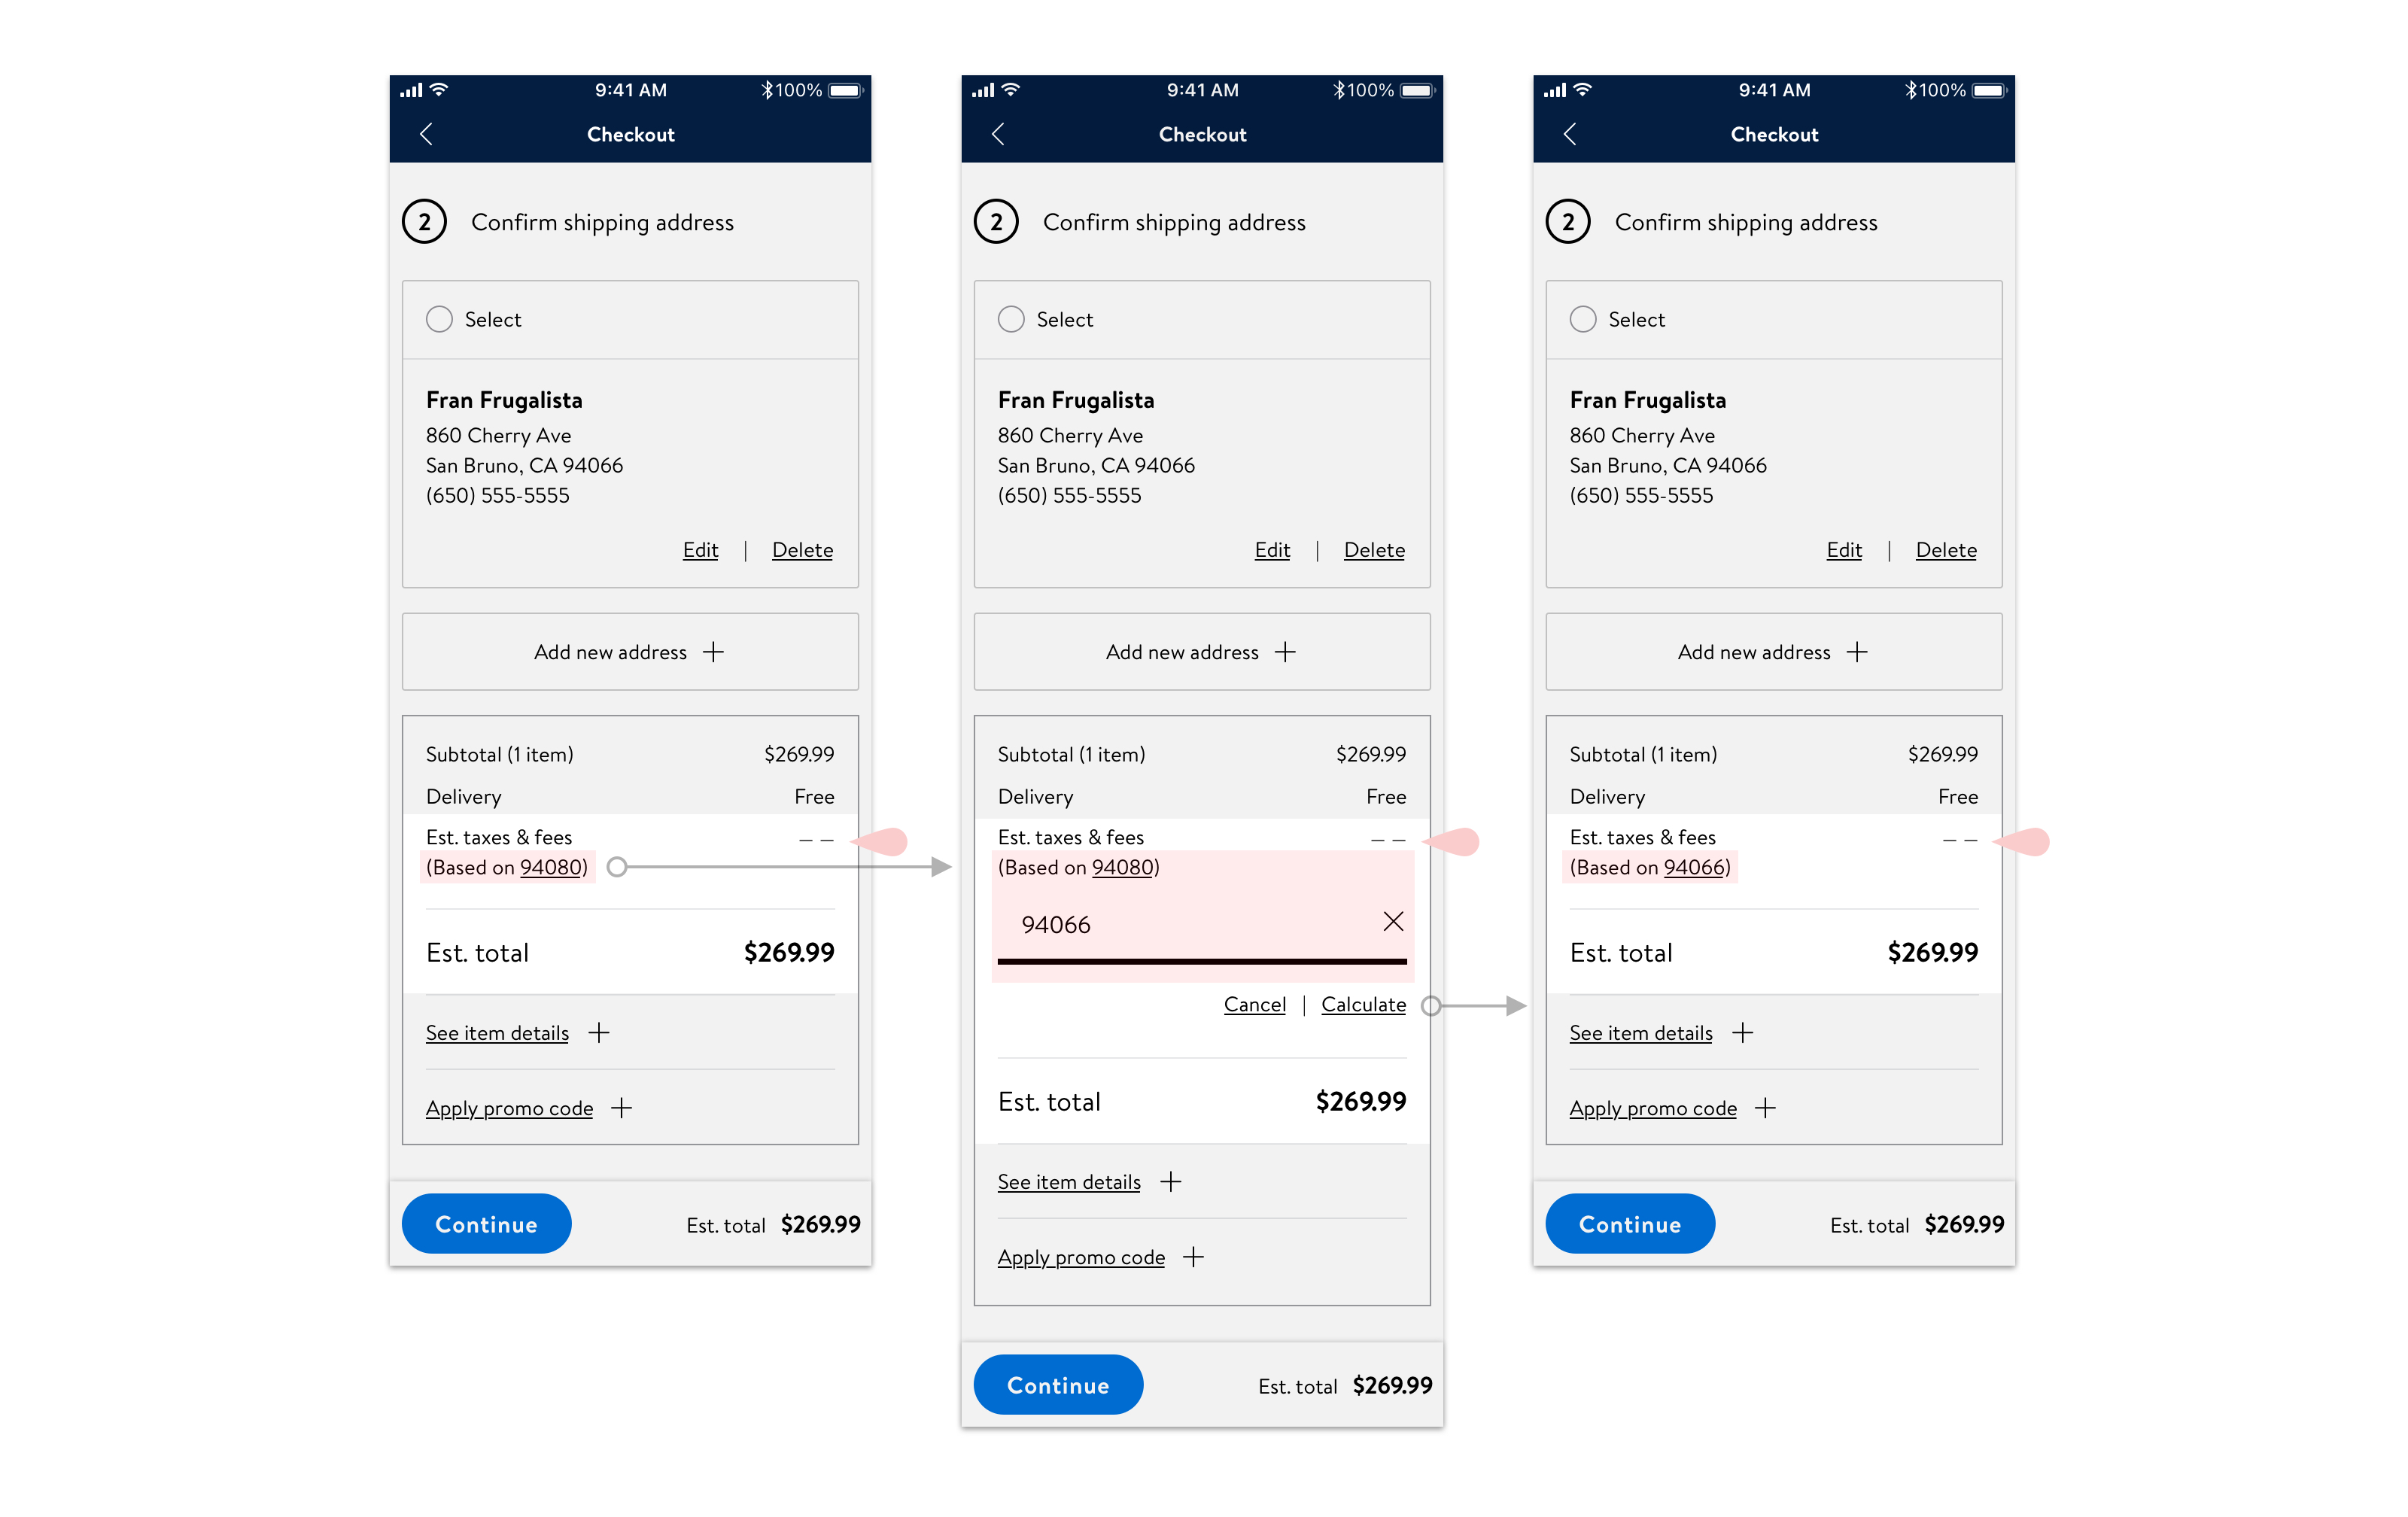 9:41 AM 100%
Checkout
2 Confirm shipping address
Select
Fran Frugalista
860 Cherry Ave
San Bruno, CA 94066
(650) 555-5555
Edit | Delete
Add new address +
Subtotal (1 item) $269.99
Delivery Free
Est. taxes & fees – –
(Based on 94080)
Est. total $269.99
See item details +
Apply promo code +
Continue Est. total $269.99
9:41 AM 100%
Checkout
2 Confirm shipping address
Select
Fran Frugalista
860 Cherry Ave
San Bruno, CA 94066
(650) 555-5555
Edit | Delete
Add new address +
Subtotal (1 item) $269.99
Delivery Free
Est. taxes & fees – –
(Based on 94080)
94066
Cancel | Calculate
Est. total $269.99
See item details +
Apply promo code +
Continue Est. total $269.99
9:41 AM 100%
Checkout
2 Confirm shipping address
Select
Fran Frugalista
860 Cherry Ave
San Bruno, CA 94066
(650) 555-5555
Edit | Delete
Add new address +
Subtotal (1 item) $269.99
Delivery Free
Est. taxes & fees – –
(Based on 94066)
Est. total $269.99
See item details +
Apply promo code +
Continue Est. total $269.99